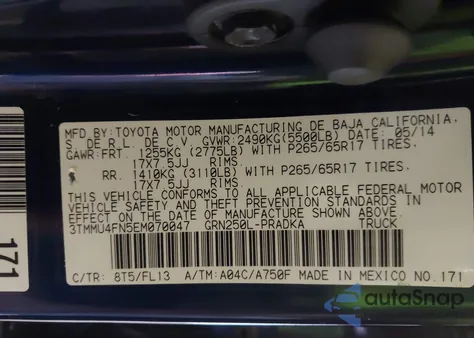 MFD.BY:TOYOTA MOTOR MANUFACTURING DE BAJA CALIFORNIA,
S. DE R.L. DE C.V. GVWR:2490KG(5500LB) DATE: 05/14
GAWR:FRT. 1255KG (2775LB) WITH P265/65R17 TIRES.
17X7.5JJ RIMS.
RR. 1410KG (3110LB) WITH P265/65R17 TIRES.
17X7.5JJ RIMS.
THIS VEHICLE CONFORMS TO ALL APPLICABLE FEDERAL MOTOR
VEHICLE SAFETY AND THEFT PREVENTION STANDARDS IN
EFFECT ON THE DATE OF MANUFACTURE SHOWN ABOVE.
3TMMU4FN5EM070047 GRN250L-PRADKA TRUCK
C/TR: 8T5/FL13 A/TM:A04C/A750F MADE IN MEXICO NO.171
171
autoSnap